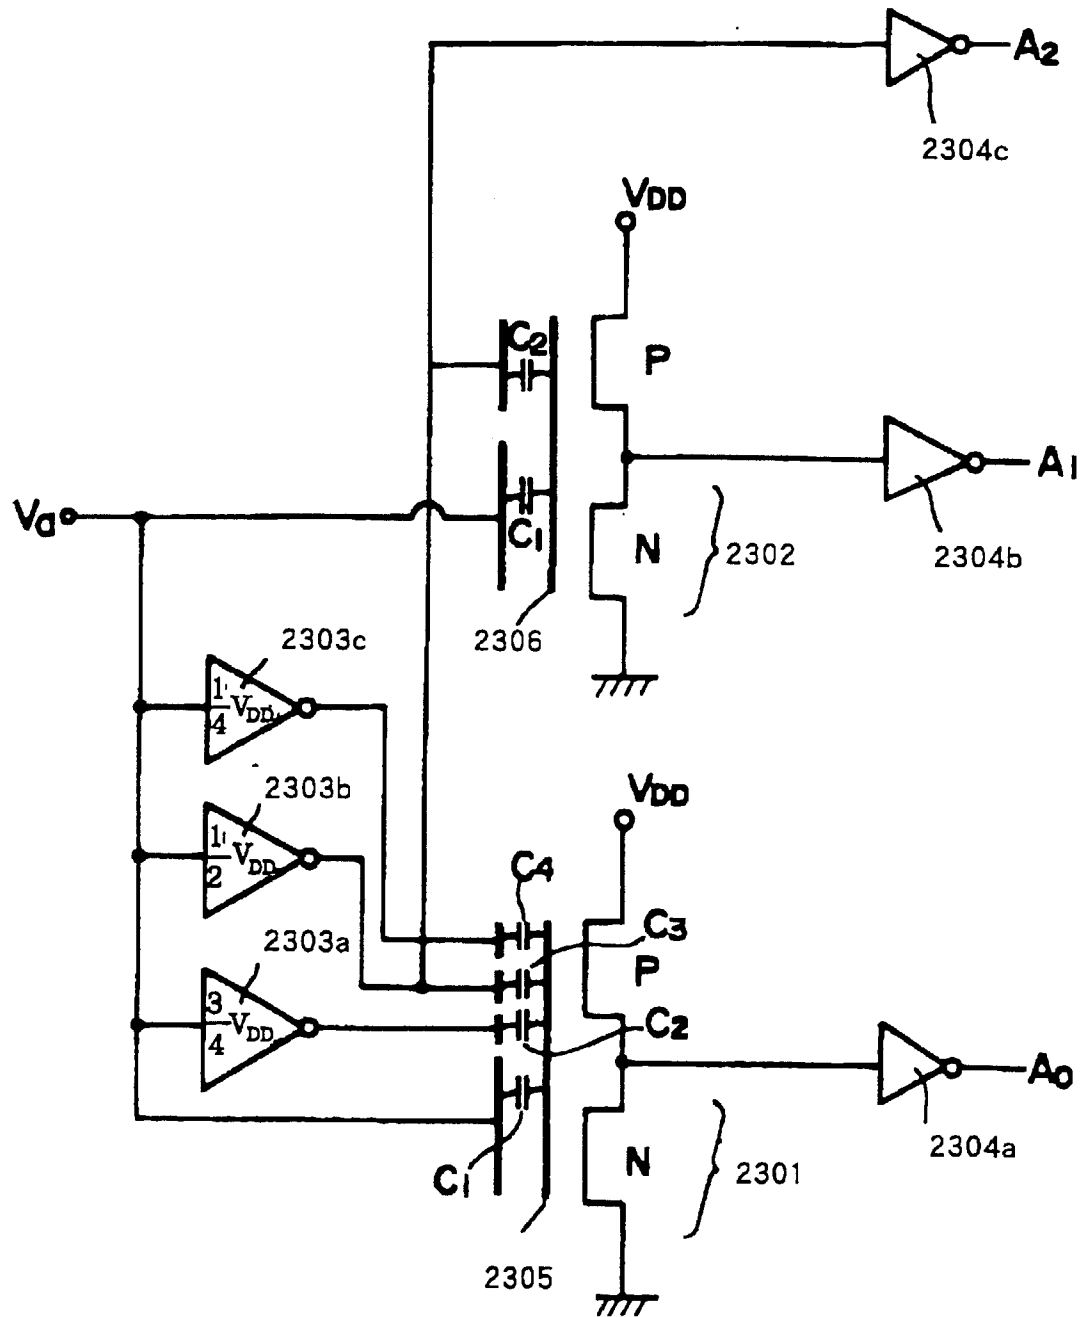 A2
2304c
VDD
C2
P
A1
Va
C1
N
2302
2304b
2306
2303c
1/4 VDD
2303b
1/2 VDD
VDD
C4
C3
2303a
P
3/4 VDD
C2
A0
2304a
C1
N
2301
2305